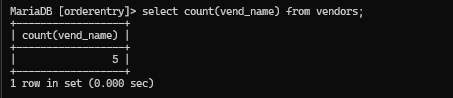 MariaDB [orderentry]> select count(vend_name) from vendors;
+------------------+
| count(vend_name) |
+------------------+
|                5 |
+------------------+
1 row in set (0.000 sec)